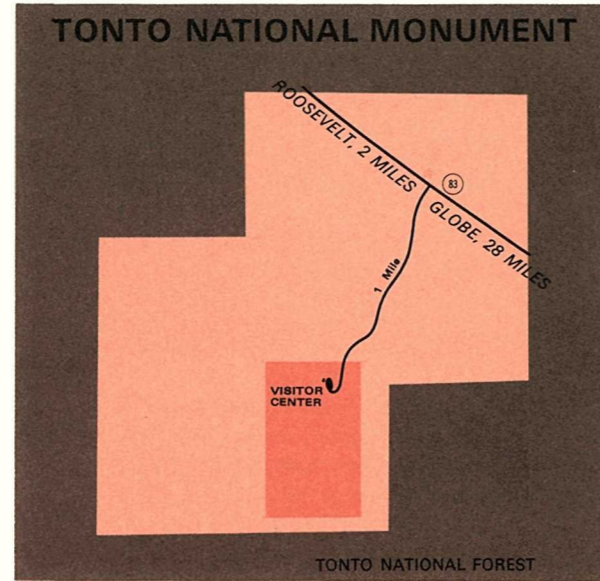 TONTO NATIONAL MONUMENT
ROOSEVELT, 2 MILES
83
GLOBE, 28 MILES
1 Mile
VISITOR
CENTER
TONTO NATIONAL FOREST